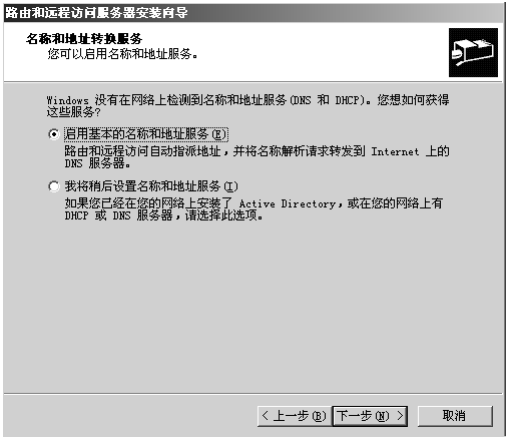 路由和远程访问服务器安装向导
名称和地址转换服务
您可以启用名称和地址服务。
Windows 没有在网络上检测到名称和地址服务(DNS 和 DHCP)。您想如何获得
这些服务?
启用基本的名称和地址服务(E)
路由和远程访问自动指派地址，并将名称解析请求转发到 Internet 上的
DNS 服务器。
我将稍后设置名称和地址服务(I)
如果您已经在您的网络上安装了 Active Directory，或在您的网络上有
DHCP 或 DNS 服务器，请选择此选项。
< 上一步(B) 下一步(N) > 取消